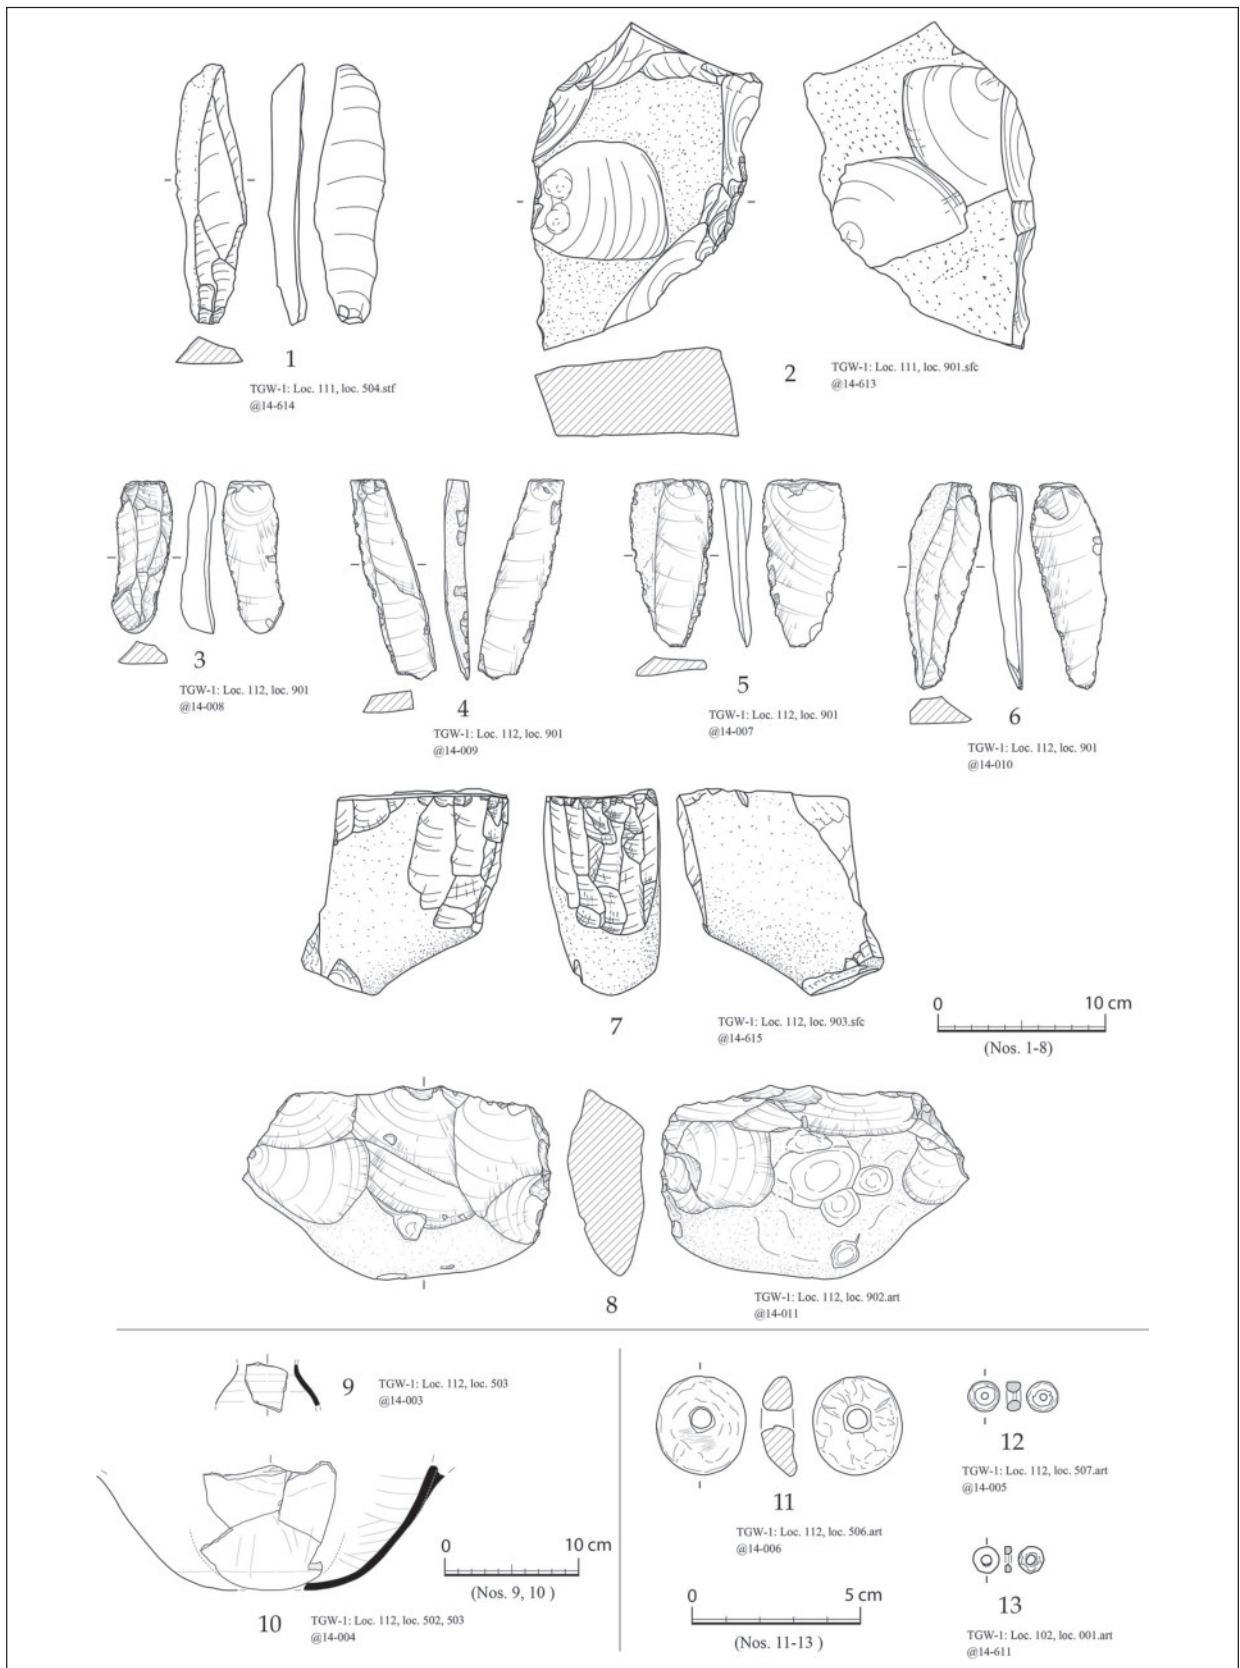 1
TGW-1: Loc. 111, loc. 504.stf
@14-614
2
TGW-1: Loc. 111, loc. 901.sfc
@14-613
3
TGW-1: Loc. 112, loc. 901
@14-008
4
TGW-1: Loc. 112, loc. 901
@14-009
5
TGW-1: Loc. 112, loc. 901
@14-007
6
TGW-1: Loc. 112, loc. 901
@14-010
7
TGW-1: Loc. 112, loc. 903.sfc
@14-615
0 10 cm
(Nos. 1-8)
8
TGW-1: Loc. 112, loc. 902.art
@14-011
9
TGW-1: Loc. 112, loc. 503
@14-003
10
TGW-1: Loc. 112, loc. 502, 503
@14-004
0 10 cm
(Nos. 9, 10 )
11
TGW-1: Loc. 112, loc. 506.art
@14-006
0 5 cm
(Nos. 11-13 )
12
TGW-1: Loc. 112, loc. 507.art
@14-005
13
TGW-1: Loc. 102, loc. 001.art
@14-611